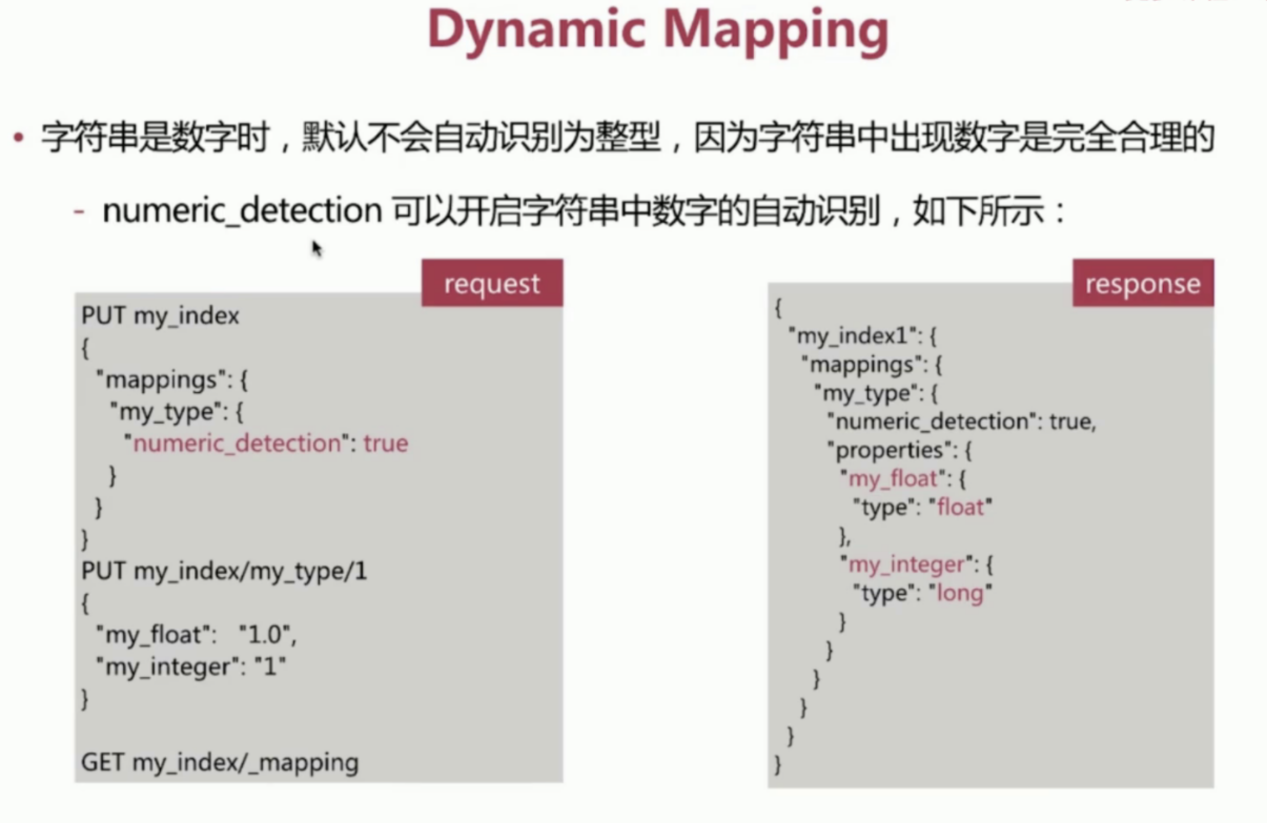 Dynamic Mapping
• 字符串是数字时，默认不会自动识别为整型，因为字符串中出现数字是完全合理的
- numeric_detection 可以开启字符串中数字的自动识别，如下所示：
request
PUT my_index
{
"mappings": {
"my_type": {
"numeric_detection": true
}
}
}
PUT my_index/my_type/1
{
"my_float": "1.0",
"my_integer": "1"
}
GET my_index/_mapping
response
{
"my_index1": {
"mappings": {
"my_type": {
"numeric_detection": true,
"properties": {
"my_float": {
"type": "float"
},
"my_integer": {
"type": "long"
}
}
}
}
}
}